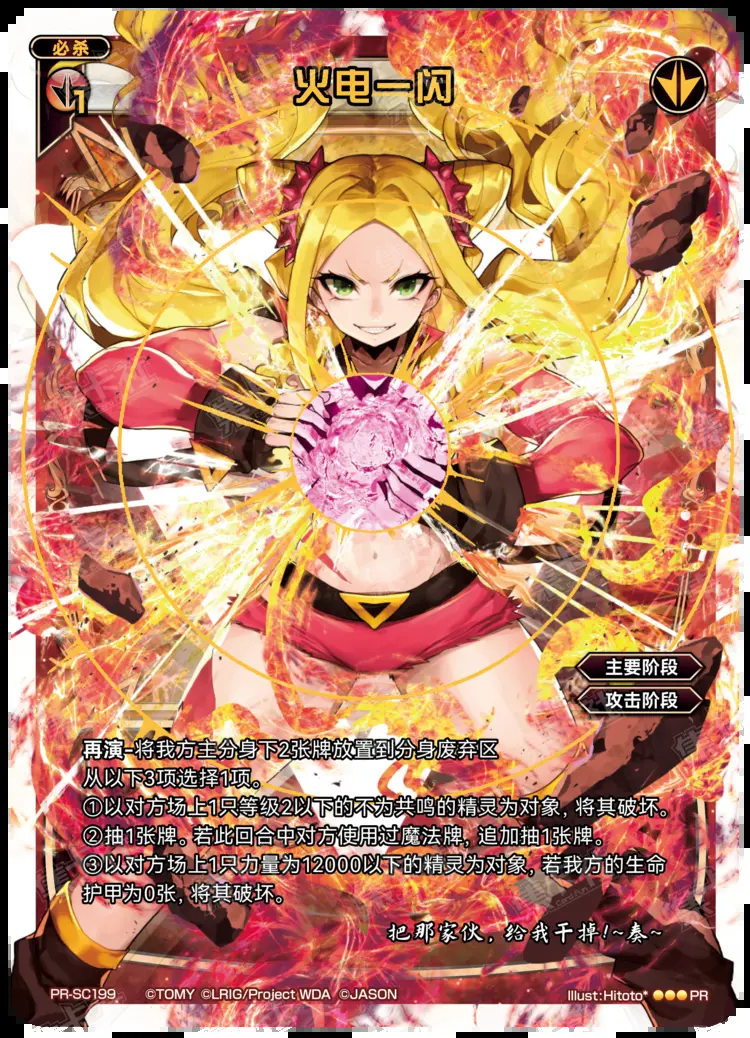 必杀
1
火电一闪
主要阶段
攻击阶段
再演-将我方主分身下2张牌放置到分身废弃区
从以下3项选择1项。
①以对方场上1只等级2以下的不为共鸣的精灵为对象, 将其破坏。
②抽1张牌。若此回合中对方使用过魔法牌, 追加抽1张牌。
③以对方场上1只力量为12000以下的精灵为对象, 若我方的生命
护甲为0张, 将其破坏。
把那家伙, 给我干掉!~奏~
PR-SC199 ©TOMY ©LRIG/Project WDA ©JASON Illust:Hitoto* PR